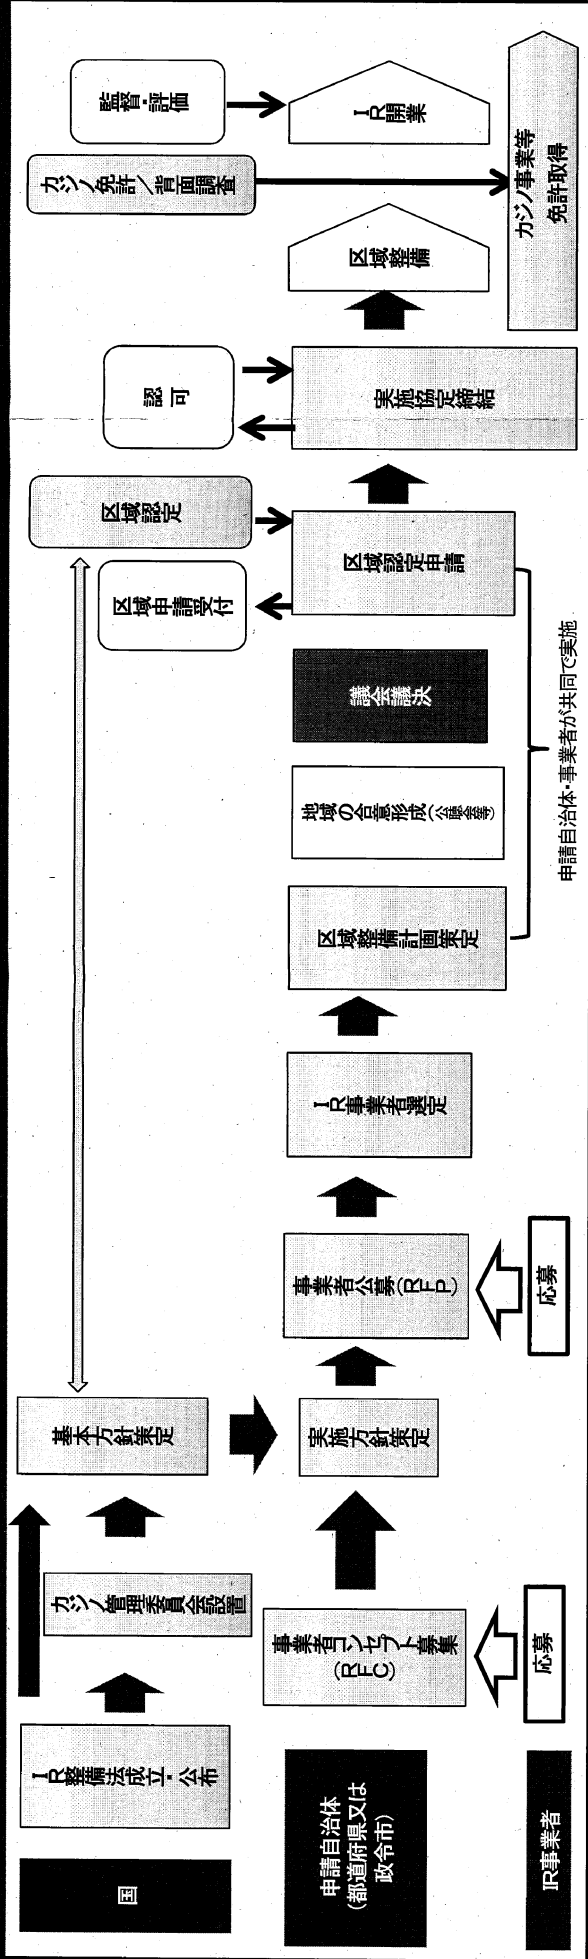 国
IR整備法成立・公布
カジノ管理委員会設置
基本方針策定
区域申請受付
区域認定
認可
カジノ免許/背面調査
監督・評価
申請自治体
(都道府県又は
政令市)
事業者コンセプト募集
(RFC)
実施方針策定
事業者公募(RFP)
IR事業者選定
区域整備計画策定
地域の合意形成(公聴会等)
議会議決
区域認定申請
実施協定締結
区域整備
IR開業
申請自治体・事業者が共同で実施
IR事業者
応募
応募
カジノ事業等
免許取得